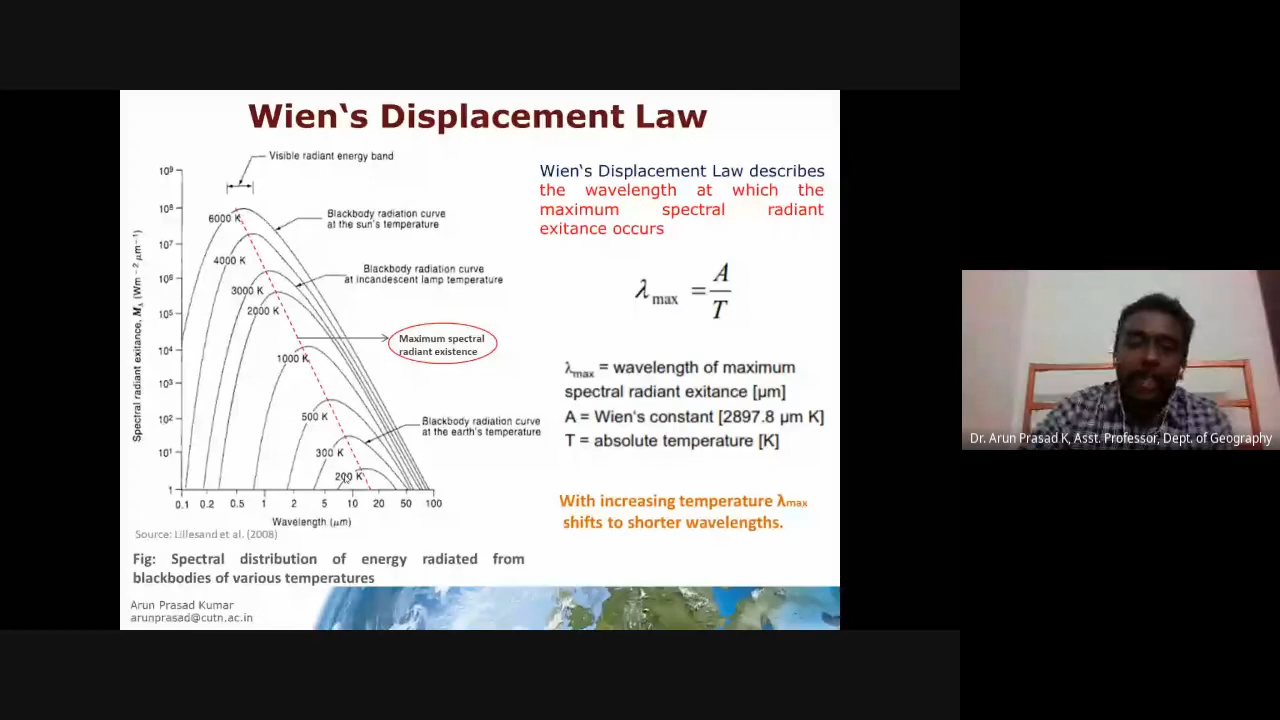 Wien‛s Displacement Law
Visible radiant energy band
10⁹
10⁸
10⁷
10⁶
10⁵
10⁴
10³
10²
10¹
1
Spectral radiant exitance, Mλ (Wm⁻² μm⁻¹)
6000 K
4000 K
3000 K
2000 K
1000 K
500 K
300 K
200 K
Blackbody radiation curve
at the sun's temperature
Blackbody radiation curve
at incandescent lamp temperature
Maximum spectral
radiant existence
Blackbody radiation curve
at the earth's temperature
0.1 0.2 0.5 1 2 5 10 20 50 100
Wavelength (μm)
Source: Lillesand et al. (2008)
Fig: Spectral distribution of energy radiated from
blackbodies of various temperatures
Wien‛s Displacement Law describes
the wavelength at which the
maximum spectral radiant
exitance occurs
λmax = A/T
λmax = wavelength of maximum
spectral radiant exitance [μm]
A = Wien's constant [2897.8 μm K]
T = absolute temperature [K]
With increasing temperature λmax
shifts to shorter wavelengths.
Arun Prasad Kumar
arunprasad@cutn.ac.in
Dr. Arun Prasad K, Asst. Professor, Dept. of Geography